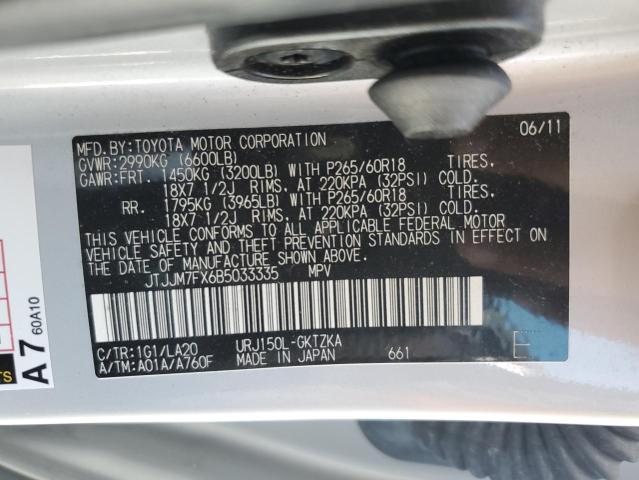 06/11
MFD.BY:TOYOTA MOTOR CORPORATION
GVWR:2990KG (6600LB)
GAWR:FRT. 1450KG (3200LB) WITH P265/60R18 TIRES,
18X7 1/2J RIMS, AT 220KPA (32PSI) COLD.
RR. 1795KG (3965LB) WITH P265/60R18 TIRES,
18X7 1/2J RIMS, AT 220KPA (32PSI) COLD.
THIS VEHICLE CONFORMS TO ALL APPLICABLE FEDERAL MOTOR
VEHICLE SAFETY AND THEFT PREVENTION STANDARDS IN EFFECT ON
THE DATE OF MANUFACTURE SHOWN ABOVE.
JTJJM7FX6B5033335 MPV
C/TR:1G1/LA20 URJ150L-GKTZKA
A/TM:A01A/A760F MADE IN JAPAN 661 E
A7
60A10